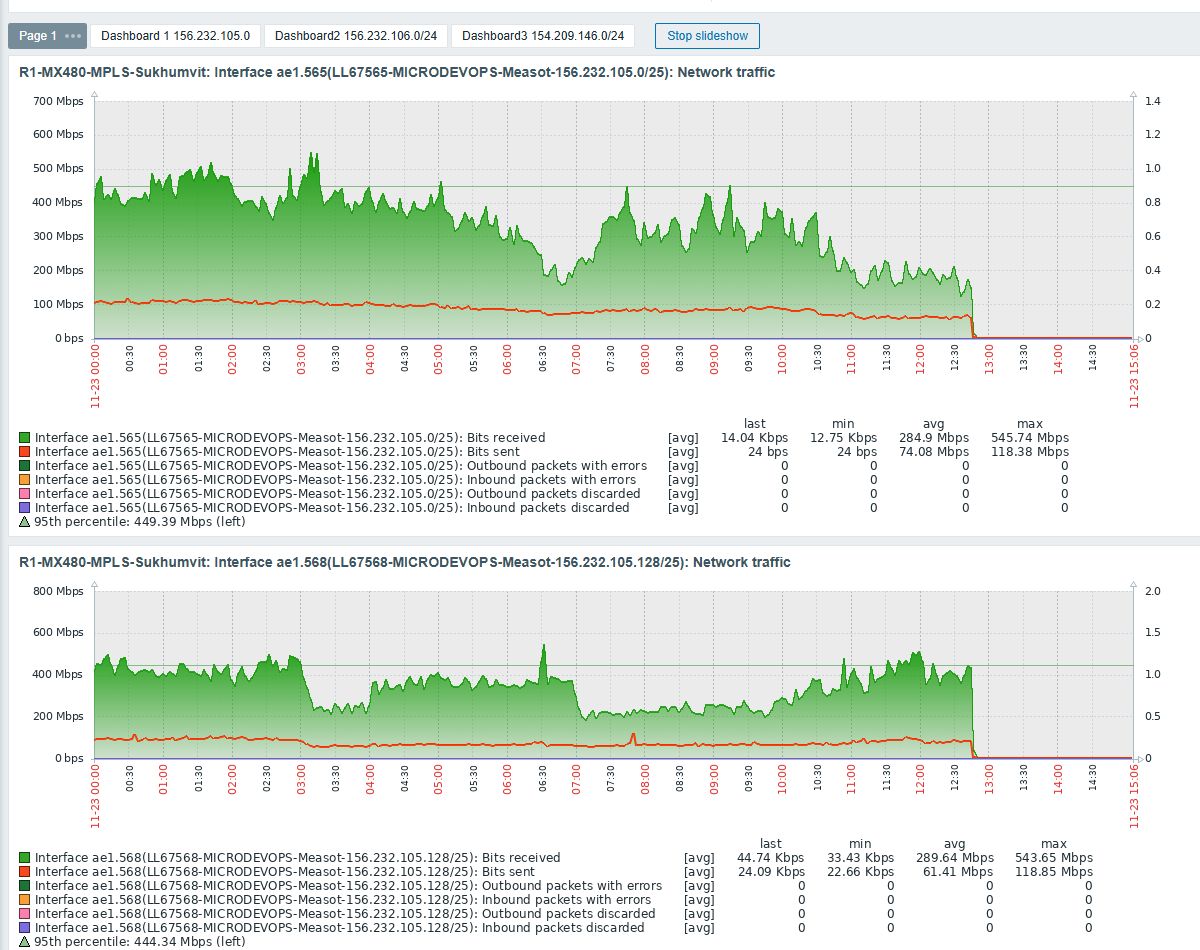 Page 1 ••• Dashboard 1 156.232.105.0 Dashboard2 156.232.106.0/24 Dashboard3 154.209.146.0/24 Stop slideshow
R1-MX480-MPLS-Sukhumvit: Interface ae1.565(LL67565-MICRODEVOPS-Measot-156.232.105.0/25): Network traffic
700 Mbps 1.4
600 Mbps 1.2
500 Mbps 1.0
400 Mbps 0.8
300 Mbps 0.6
200 Mbps 0.4
100 Mbps 0.2
0 bps 0
11-23 00:00 00:30 01:00 01:30 02:00 02:30 03:00 03:30 04:00 04:30 05:00 05:30 06:00 06:30 07:00 07:30 08:00 08:30 09:00 09:30 10:00 10:30 11:00 11:30 12:00 12:30 13:00 13:30 14:00 14:30 11-23 15:06
last min avg max
Interface ae1.565(LL67565-MICRODEVOPS-Measot-156.232.105.0/25): Bits received [avg] 14.04 Kbps 12.75 Kbps 284.9 Mbps 545.74 Mbps
Interface ae1.565(LL67565-MICRODEVOPS-Measot-156.232.105.0/25): Bits sent [avg] 24 bps 24 bps 74.08 Mbps 118.38 Mbps
Interface ae1.565(LL67565-MICRODEVOPS-Measot-156.232.105.0/25): Outbound packets with errors [avg] 0 0 0 0
Interface ae1.565(LL67565-MICRODEVOPS-Measot-156.232.105.0/25): Inbound packets with errors [avg] 0 0 0 0
Interface ae1.565(LL67565-MICRODEVOPS-Measot-156.232.105.0/25): Outbound packets discarded [avg] 0 0 0 0
Interface ae1.565(LL67565-MICRODEVOPS-Measot-156.232.105.0/25): Inbound packets discarded [avg] 0 0 0 0
95th percentile: 449.39 Mbps (left)
R1-MX480-MPLS-Sukhumvit: Interface ae1.568(LL67568-MICRODEVOPS-Measot-156.232.105.128/25): Network traffic
800 Mbps 2.0
600 Mbps 1.5
400 Mbps 1.0
200 Mbps 0.5
0 bps 0
11-23 00:00 00:30 01:00 01:30 02:00 02:30 03:00 03:30 04:00 04:30 05:00 05:30 06:00 06:30 07:00 07:30 08:00 08:30 09:00 09:30 10:00 10:30 11:00 11:30 12:00 12:30 13:00 13:30 14:00 14:30 11-23 15:06
last min avg max
Interface ae1.568(LL67568-MICRODEVOPS-Measot-156.232.105.128/25): Bits received [avg] 44.74 Kbps 33.43 Kbps 289.64 Mbps 543.65 Mbps
Interface ae1.568(LL67568-MICRODEVOPS-Measot-156.232.105.128/25): Bits sent [avg] 24.09 Kbps 22.66 Kbps 61.41 Mbps 118.85 Mbps
Interface ae1.568(LL67568-MICRODEVOPS-Measot-156.232.105.128/25): Outbound packets with errors [avg] 0 0 0 0
Interface ae1.568(LL67568-MICRODEVOPS-Measot-156.232.105.128/25): Inbound packets with errors [avg] 0 0 0 0
Interface ae1.568(LL67568-MICRODEVOPS-Measot-156.232.105.128/25): Outbound packets discarded [avg] 0 0 0 0
Interface ae1.568(LL67568-MICRODEVOPS-Measot-156.232.105.128/25): Inbound packets discarded [avg] 0 0 0 0
95th percentile: 444.34 Mbps (left)